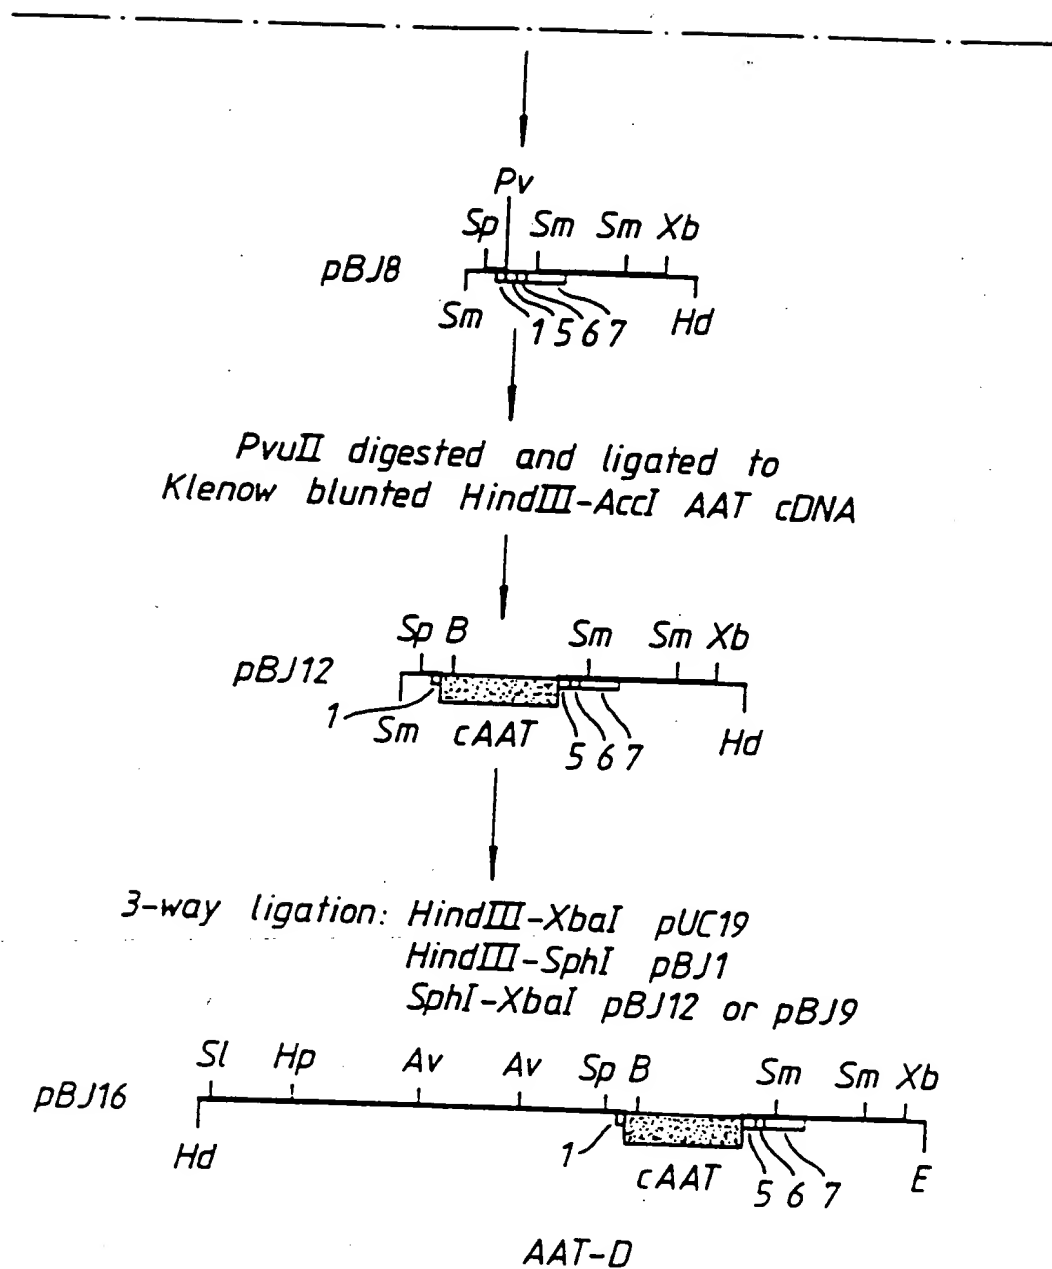 Pv
Sp Sm Sm Xb
pBJ8
Sm 1 5 6 7 Hd
PvuII digested and ligated to
Klenow blunted HindIII-AccI AAT cDNA
Sp B Sm Sm Xb
pBJ12
1 Sm cAAT 5 6 7 Hd
3-way ligation: HindIII-XbaI pUC19
HindIII-SphI pBJ1
SphI-XbaI pBJ12 or pBJ9
Sl Hp Av Av Sp B Sm Sm Xb
pBJ16
Hd 1 cAAT 5 6 7 E
AAT-D